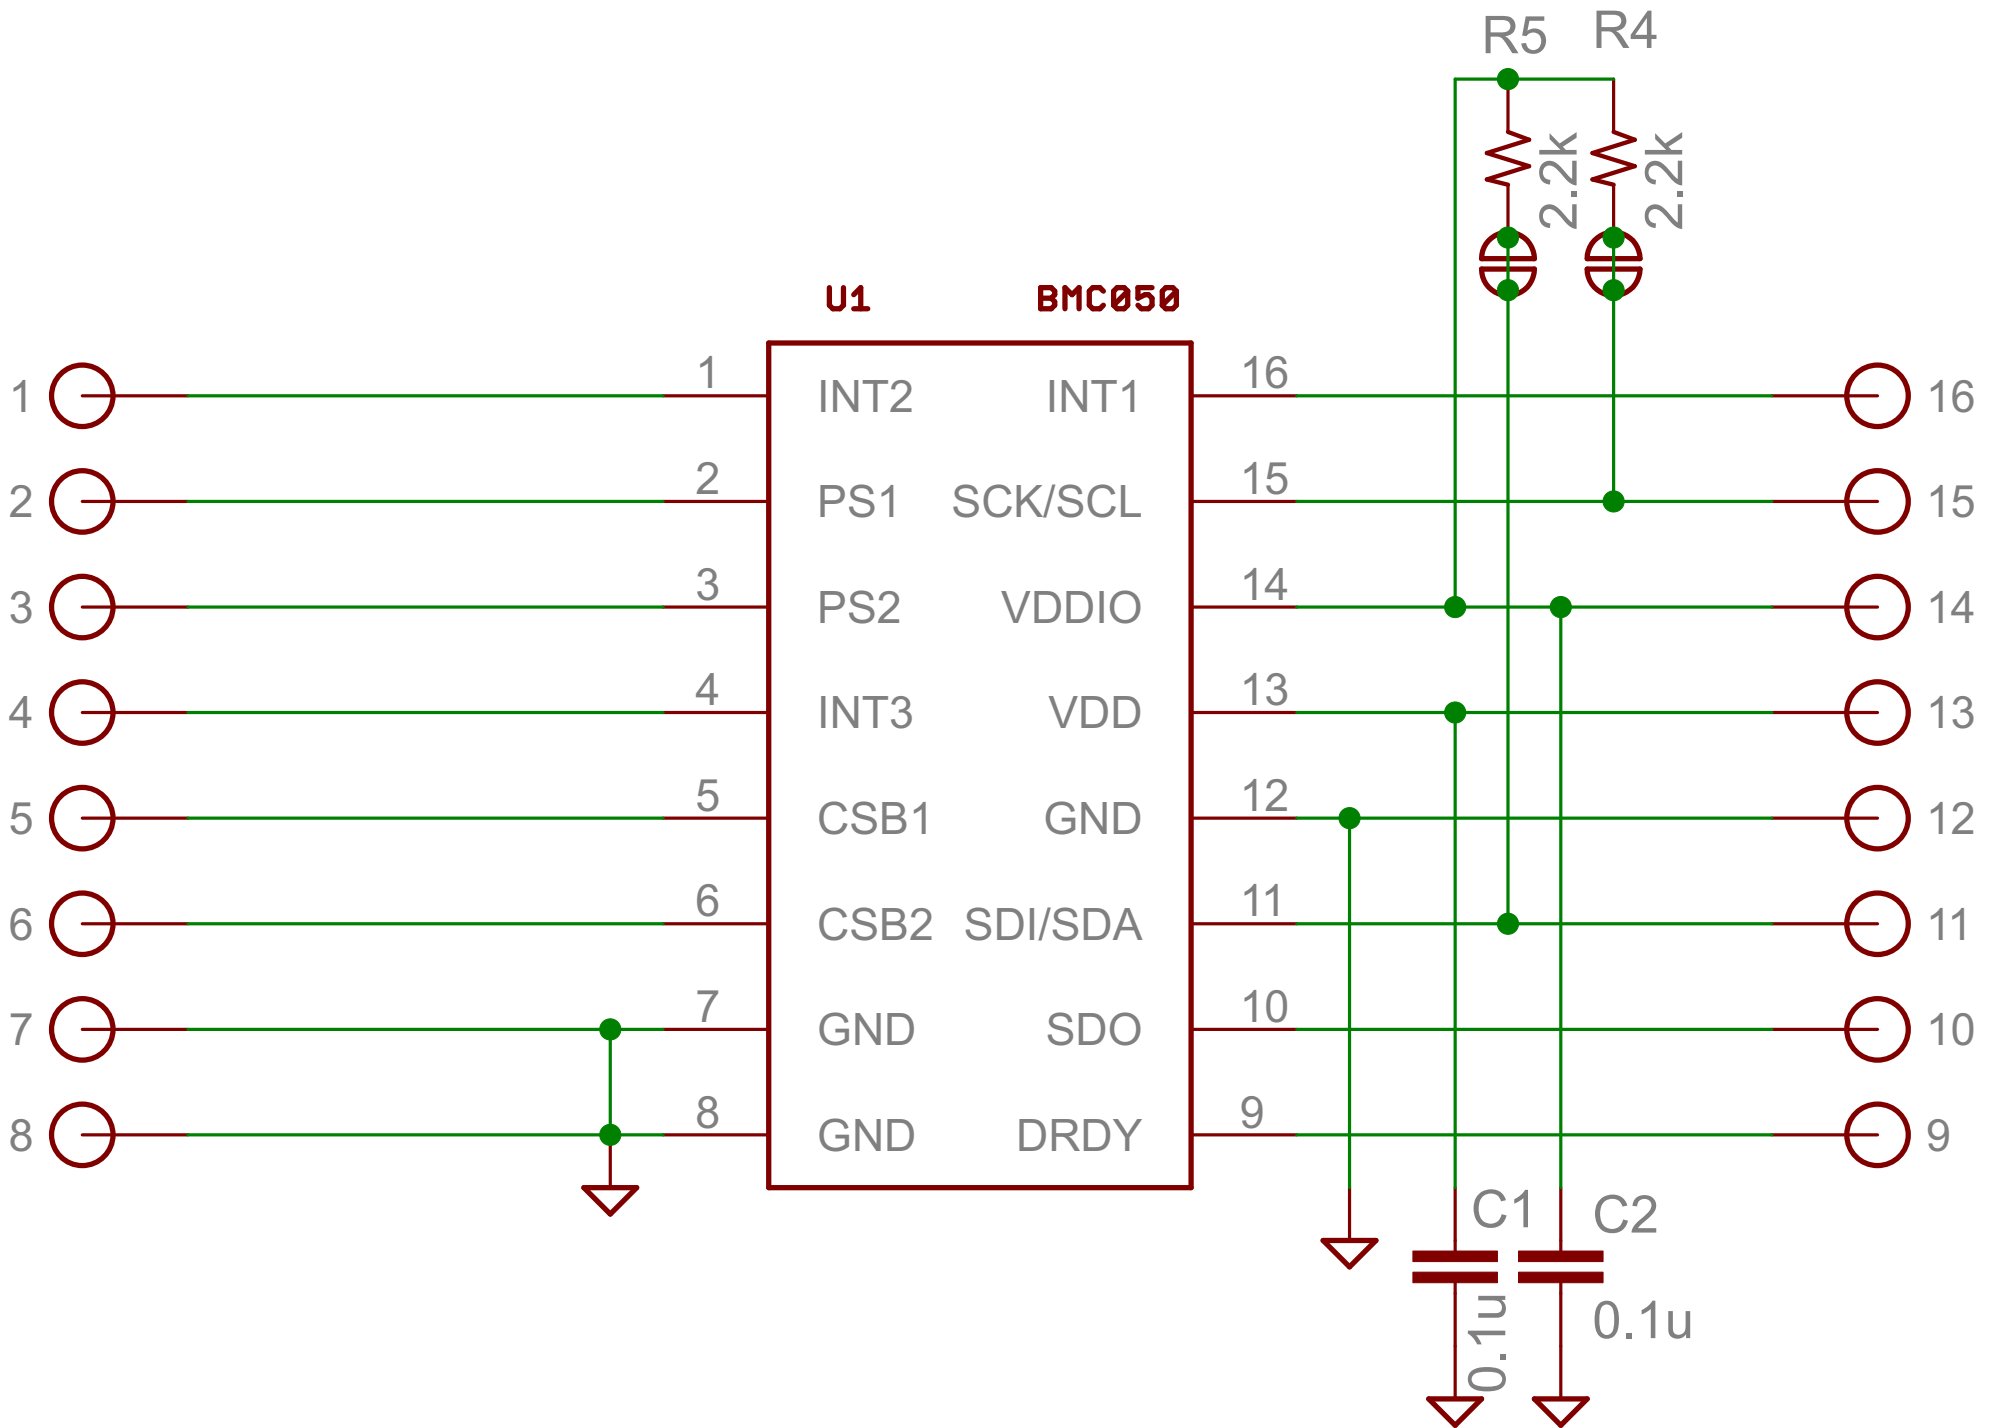 R5 R4
2.2k 2.2k
U1 BMC050
1 1 INT2 INT1 16 16
2 2 PS1 SCK/SCL 15 15
3 3 PS2 VDDIO 14 14
4 4 INT3 VDD 13 13
5 5 CSB1 GND 12 12
6 6 CSB2 SDI/SDA 11 11
7 7 GND SDO 10 10
8 8 GND DRDY 9 9
C1 C2
0.1u 0.1u